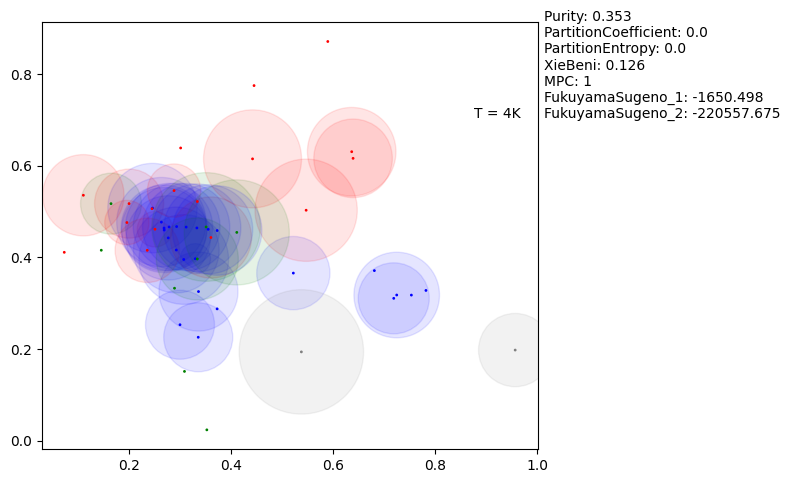 Purity: 0.353
PartitionCoefficient: 0.0
PartitionEntropy: 0.0
XieBeni: 0.126
MPC: 1
FukuyamaSugeno_1: -1650.498
FukuyamaSugeno_2: -220557.675
T = 4K
0.8
0.6
0.4
0.2
0.0
0.2 0.4 0.6 0.8 1.0